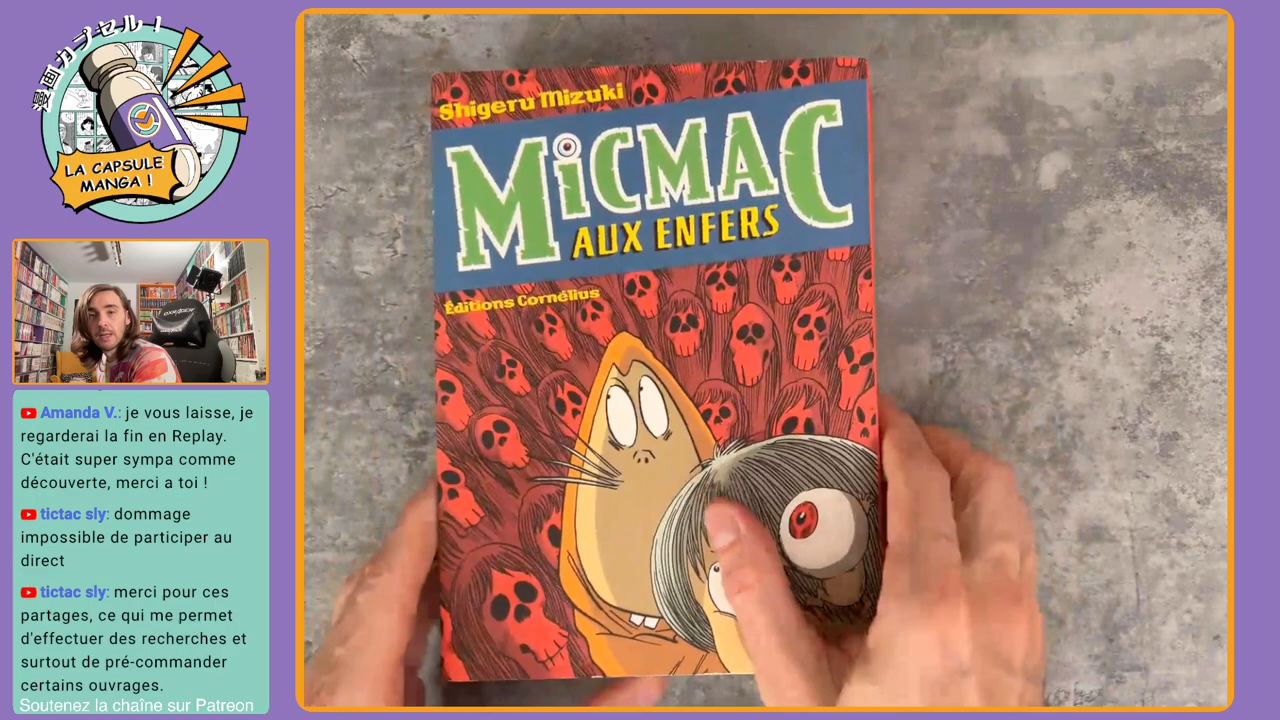 漫画カプセル!
LA CAPSULE
MANGA !
Amanda V.: je vous laisse, je
regarderai la fin en Replay.
C'était super sympa comme
découverte, merci a toi !
tictac sly: dommage
impossible de participer au
direct
tictac sly: merci pour ces
partages, ce qui me permet
d'effectuer des recherches et
surtout de pré-commander
certains ouvrages.
Soutenez la chaîne sur Patreon
Shigeru Mizuki
MiCMAC
AUX ENFERS
Éditions Cornélius